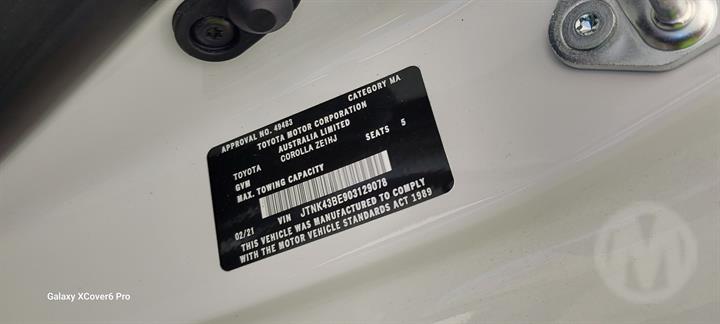 APPROVAL NO. 49483 CATEGORY MA
TOYOTA MOTOR CORPORATION
AUSTRALIA LIMITED
TOYOTA COROLLA ZE1HJ SEATS 5
GVM
MAX. TOWING CAPACITY
02/21 VIN JTNK43BE903129078
THIS VEHICLE WAS MANUFACTURED TO COMPLY
WITH THE MOTOR VEHICLE STANDARDS ACT 1989
Galaxy XCover6 Pro
M